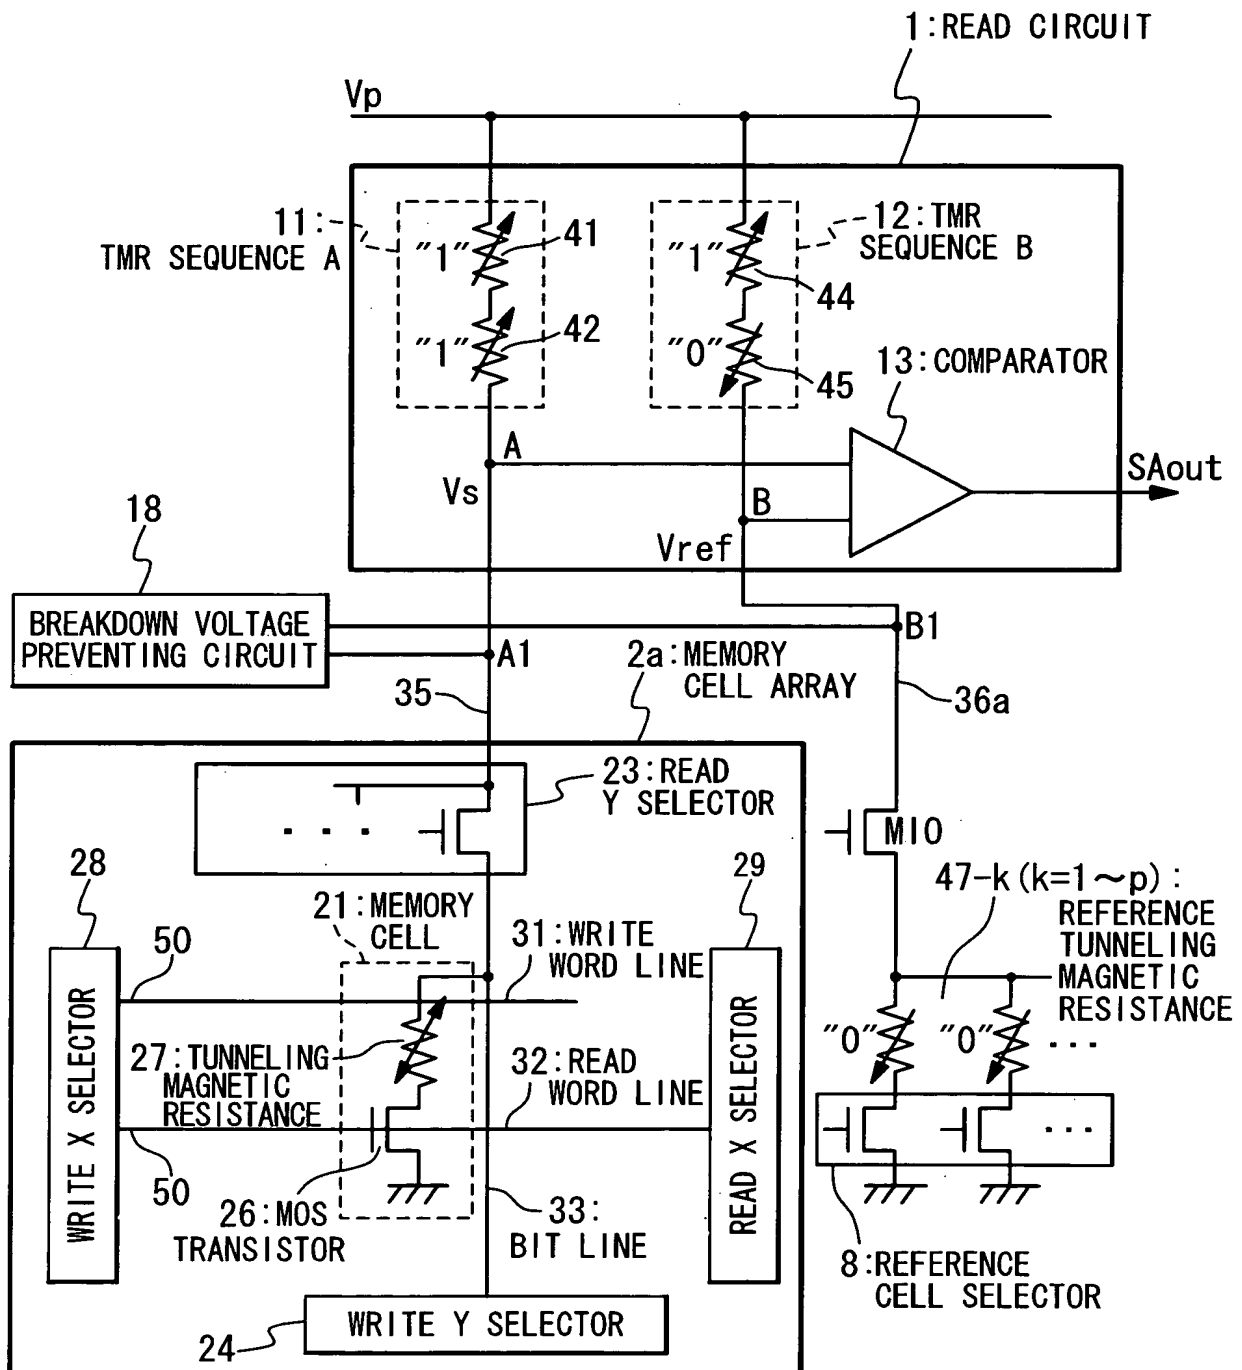 1:READ CIRCUIT
Vp
11:
TMR SEQUENCE A
"1"
41
"1"
42
"1"
44
"0"
45
12:TMR
SEQUENCE B
13:COMPARATOR
A
Vs
B
Vref
SAout
18
BREAKDOWN VOLTAGE
PREVENTING CIRCUIT
A1
B1
35
2a:MEMORY
CELL ARRAY
36a
23:READ
Y SELECTOR
. . .
M10
28
29
47-k(k=1~p):
REFERENCE
TUNNELING
MAGNETIC
RESISTANCE
21:MEMORY
CELL
50
31:WRITE
WORD LINE
WRITE X SELECTOR
READ X SELECTOR
27:TUNNELING
MAGNETIC
RESISTANCE
32:READ
WORD LINE
"0"
"0"
...
...
50
26:MOS
TRANSISTOR
33:
BIT LINE
8:REFERENCE
CELL SELECTOR
24
WRITE Y SELECTOR